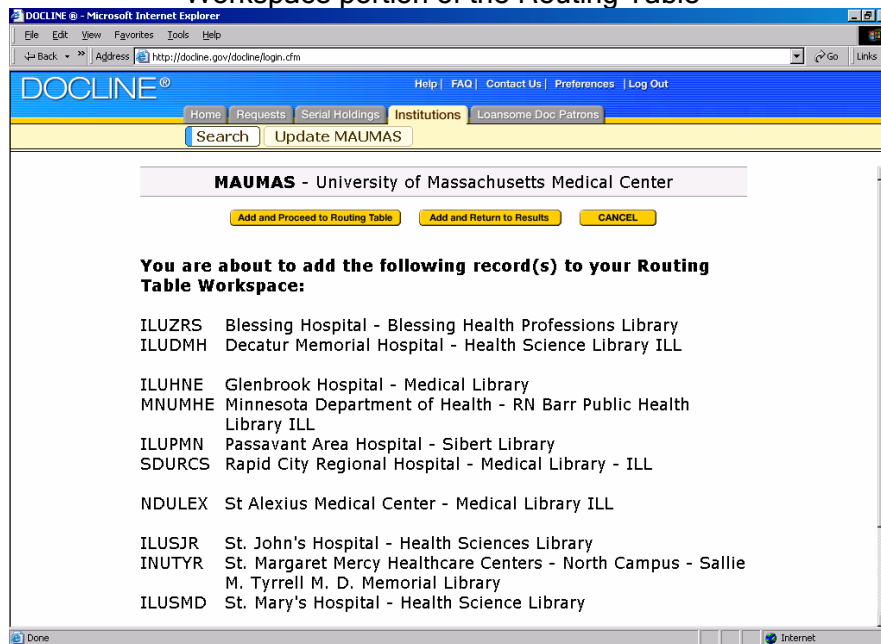 Workspace portion of the Routing Table
DOCLINE ® - Microsoft Internet Explorer
File Edit View Favorites Tools Help
Back » Address http://docline.gov/docline/login.cfm Go Links
DOCLINE®
Help | FAQ | Contact Us | Preferences | Log Out
Home Requests Serial Holdings Institutions Loansome Doc Patrons
Search Update MAUMAS
MAUMAS - University of Massachusetts Medical Center
Add and Proceed to Routing Table Add and Return to Results CANCEL
You are about to add the following record(s) to your Routing
Table Workspace:
ILUZRS Blessing Hospital - Blessing Health Professions Library
ILUDMH Decatur Memorial Hospital - Health Science Library ILL
ILUHNE Glenbrook Hospital - Medical Library
MNUMHE Minnesota Department of Health - RN Barr Public Health
Library ILL
ILUPMN Passavant Area Hospital - Sibert Library
SDURCS Rapid City Regional Hospital - Medical Library - ILL
NDULEX St Alexius Medical Center - Medical Library ILL
ILUSJR St. John's Hospital - Health Sciences Library
INUTYR St. Margaret Mercy Healthcare Centers - North Campus - Sallie
M. Tyrrell M. D. Memorial Library
ILUSMD St. Mary's Hospital - Health Science Library
Done Internet